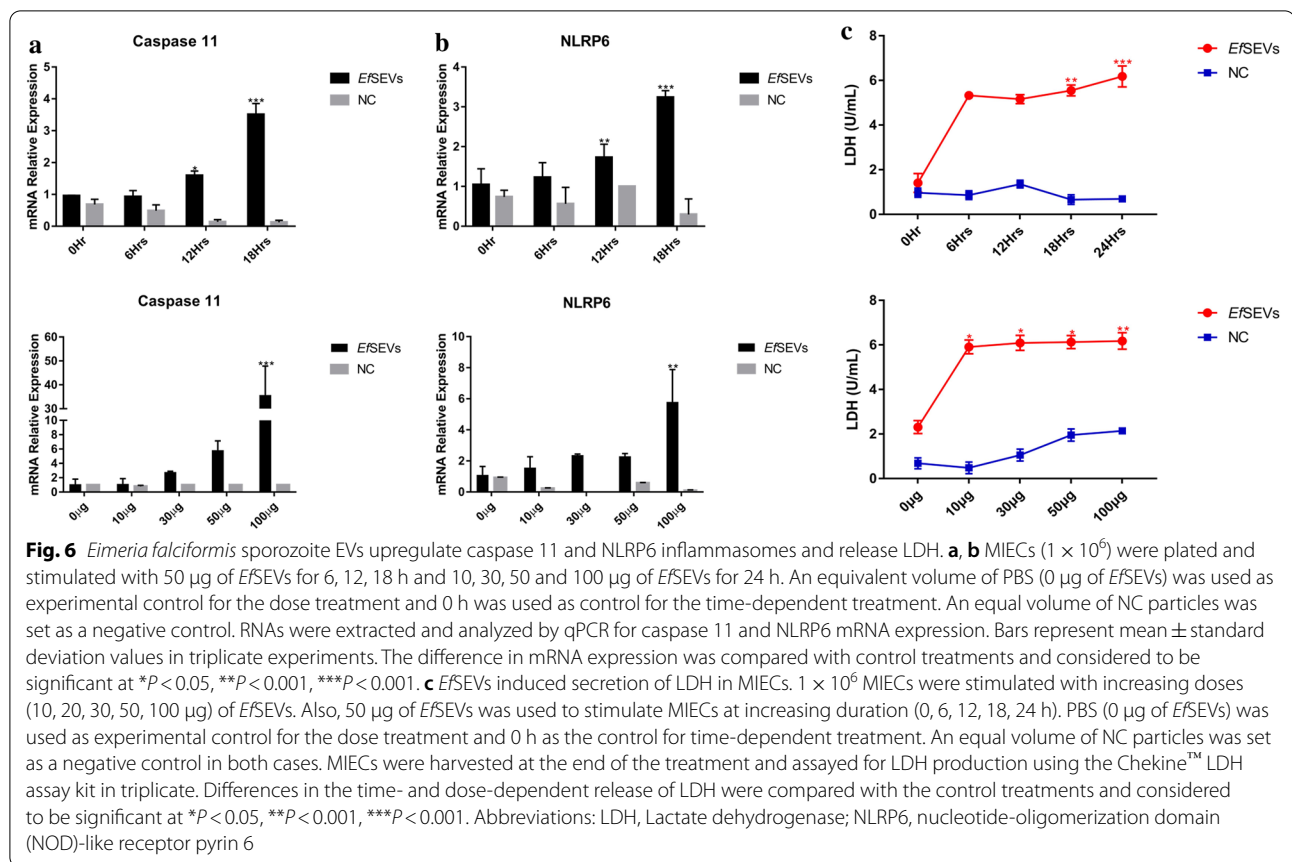 a
Caspase 11
mRNA Relative Expression
5
4
3
2
1
0
0Hr
6Hrs
12Hrs
18Hrs
*
***
EfSEVs
NC
b
NLRP6
mRNA Relative Expression
4
3
2
1
0
0Hr
6Hrs
12Hrs
18Hrs
**
***
EfSEVs
NC
c
LDH (U/mL)
8
6
4
2
0
0Hr
6Hrs
12Hrs
18Hrs
24Hrs
**
***
EfSEVs
NC
Caspase 11
mRNA Relative Expression
60
50
40
30
10
8
6
4
2
0
0µg
10µg
30µg
50µg
100µg
***
EfSEVs
NC
NLRP6
mRNA Relative Expression
10
8
6
4
2
0
0µg
10µg
30µg
50µg
100µg
**
EfSEVs
NC
LDH (U/mL)
8
6
4
2
0
0µg
10µg
30µg
50µg
100µg
*
*
*
**
EfSEVs
NC
Fig. 6 Eimeria falciformis sporozoite EVs upregulate caspase 11 and NLRP6 inflammasomes and release LDH. a, b MIECs (1 × 10⁶) were plated and
stimulated with 50 µg of EfSEVs for 6, 12, 18 h and 10, 30, 50 and 100 µg of EfSEVs for 24 h. An equivalent volume of PBS (0 µg of EfSEVs) was used as
experimental control for the dose treatment and 0 h was used as control for the time-dependent treatment. An equal volume of NC particles was
set as a negative control. RNAs were extracted and analyzed by qPCR for caspase 11 and NLRP6 mRNA expression. Bars represent mean ± standard
deviation values in triplicate experiments. The difference in mRNA expression was compared with control treatments and considered to be
significant at *P < 0.05, **P < 0.001, ***P < 0.001. c EfSEVs induced secretion of LDH in MIECs. 1 × 10⁶ MIECs were stimulated with increasing doses
(10, 20, 30, 50, 100 µg) of EfSEVs. Also, 50 µg of EfSEVs was used to stimulate MIECs at increasing duration (0, 6, 12, 18, 24 h). PBS (0 µg of EfSEVs) was
used as experimental control for the dose treatment and 0 h as the control for time-dependent treatment. An equal volume of NC particles was set
as a negative control in both cases. MIECs were harvested at the end of the treatment and assayed for LDH production using the Chekine™ LDH
assay kit in triplicate. Differences in the time- and dose-dependent release of LDH were compared with the control treatments and considered
to be significant at *P < 0.05, **P < 0.001, ***P < 0.001. Abbreviations: LDH, Lactate dehydrogenase; NLRP6, nucleotide-oligomerization domain
(NOD)-like receptor pyrin 6